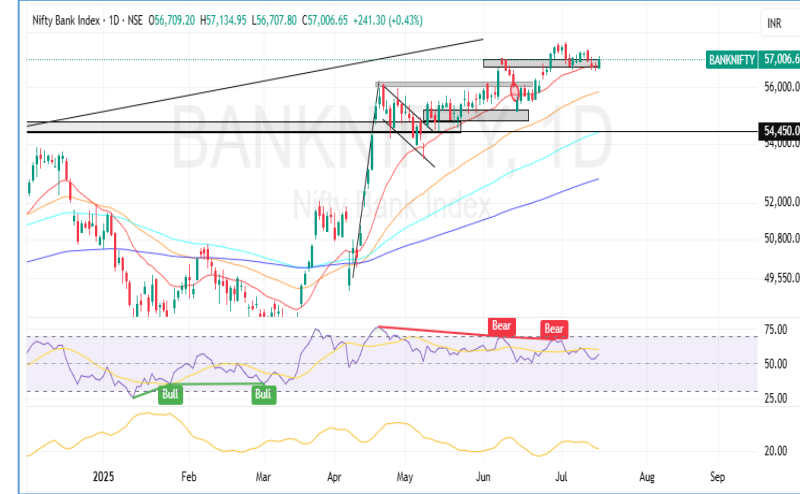 Nifty Bank Index · 1D · NSE O56,709.20 H57,134.95 L56,707.80 C57,006.65 +241.30 (+0.43%)
INR
BANKNIFTY 57,006.6
56,000.0
54,450.0
54,000.0
BANKNIFTY, 1D
Nifty Bank Index
52,000.0
50,800.0
49,550.0
Bear
Bear
75.00
50.00
Bull
Bull
25.00
20.00
2025 Feb Mar Apr May Jun Jul Aug Sep